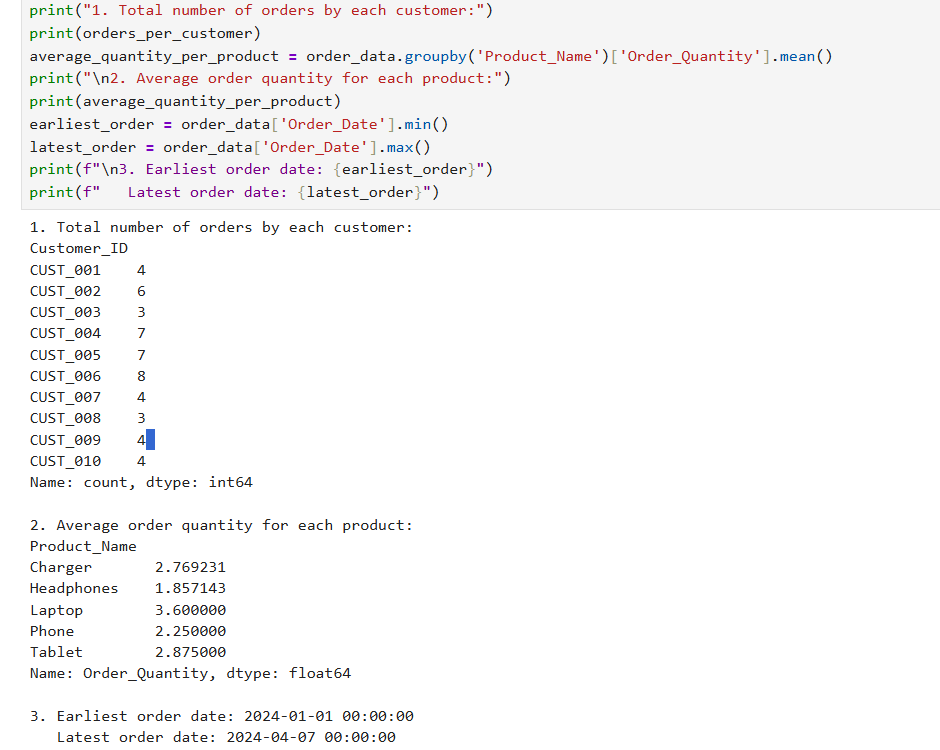 print("1. Total number of orders by each customer:")
print(orders_per_customer)
average_quantity_per_product = order_data.groupby('Product_Name')['Order_Quantity'].mean()
print("\n2. Average order quantity for each product:")
print(average_quantity_per_product)
earliest_order = order_data['Order_Date'].min()
latest_order = order_data['Order_Date'].max()
print(f"\n3. Earliest order date: {earliest_order}")
print(f"   Latest order date: {latest_order}")
1. Total number of orders by each customer:
Customer_ID
CUST_001    4
CUST_002    6
CUST_003    3
CUST_004    7
CUST_005    7
CUST_006    8
CUST_007    4
CUST_008    3
CUST_009    4
CUST_010    4
Name: count, dtype: int64
2. Average order quantity for each product:
Product_Name
Charger       2.769231
Headphones    1.857143
Laptop        3.600000
Phone         2.250000
Tablet        2.875000
Name: Order_Quantity, dtype: float64
3. Earliest order date: 2024-01-01 00:00:00
   Latest order date: 2024-04-07 00:00:00